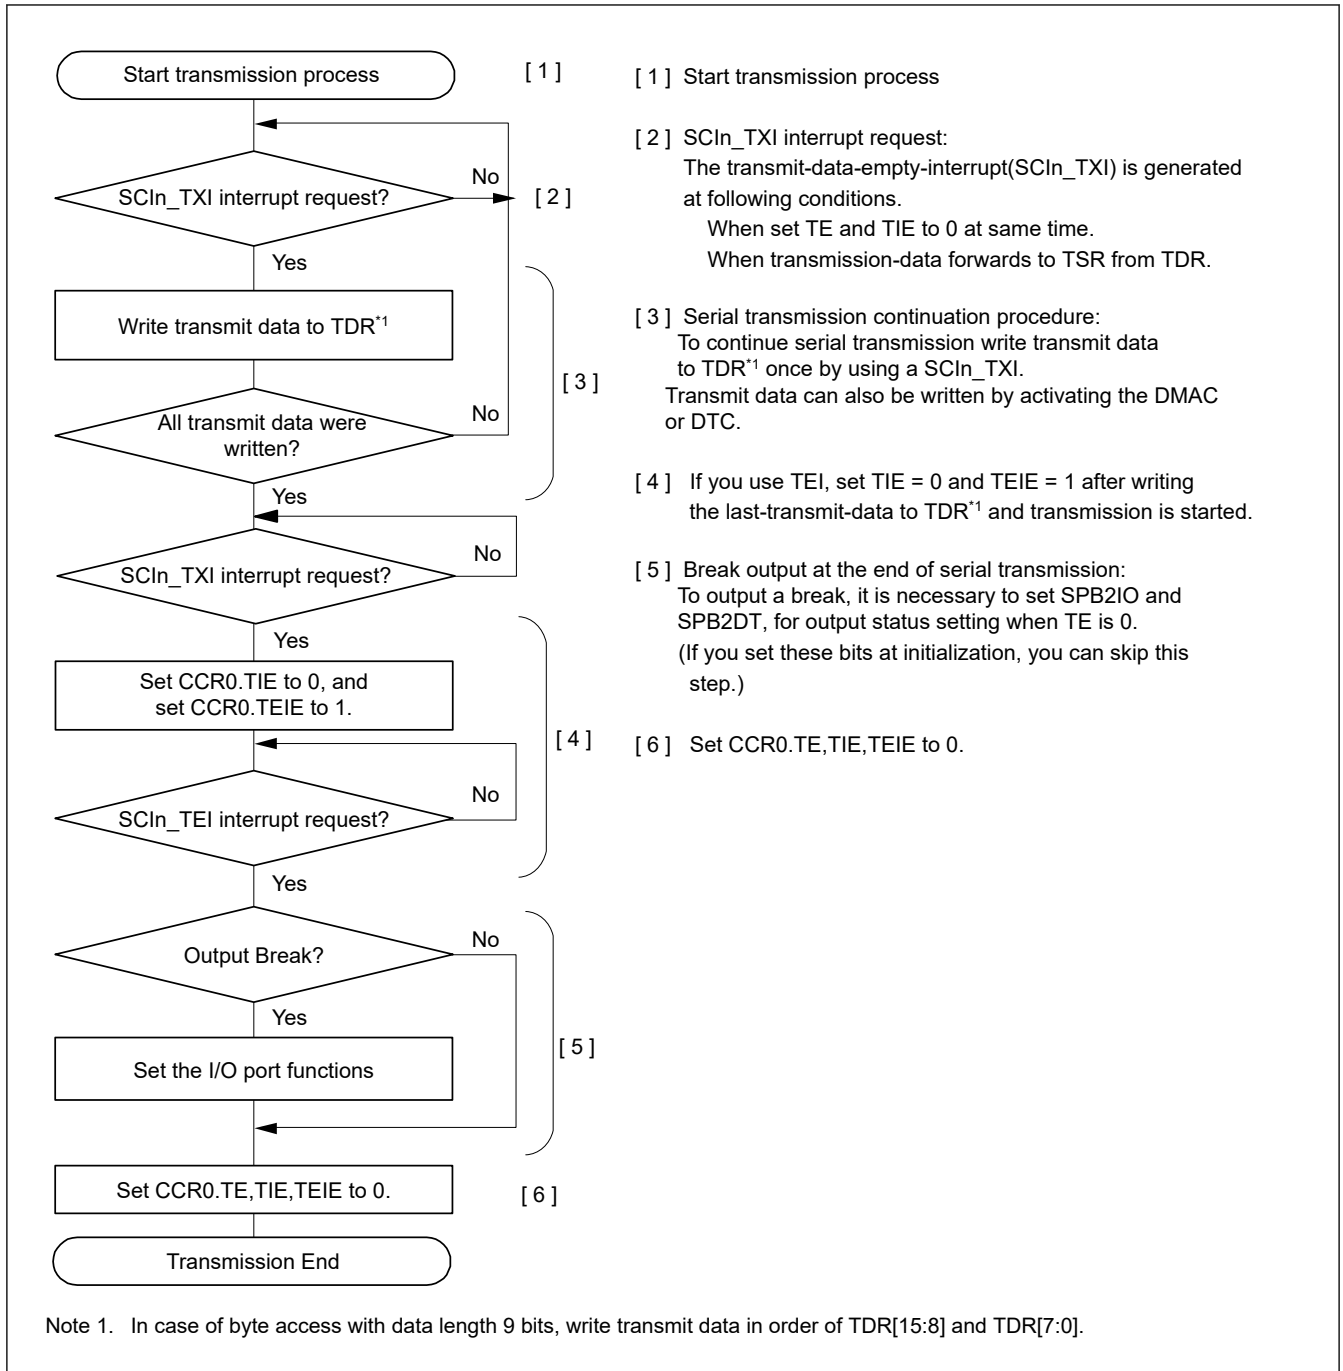 Start transmission process
[ 1 ]
SCIn_TXI interrupt request?
No
[ 2 ]
Yes
Write transmit data to TDR*1
[ 3 ]
All transmit data were
written?
No
Yes
SCIn_TXI interrupt request?
No
Yes
Set CCR0.TIE to 0, and
set CCR0.TEIE to 1.
[ 4 ]
SCIn_TEI interrupt request?
No
Yes
Output Break?
No
Yes
Set the I/O port functions
[ 5 ]
Set CCR0.TE,TIE,TEIE to 0.
[ 6 ]
Transmission End
[ 1 ] Start transmission process
[ 2 ] SCIn_TXI interrupt request:
The transmit-data-empty-interrupt(SCIn_TXI) is generated
at following conditions.
When set TE and TIE to 0 at same time.
When transmission-data forwards to TSR from TDR.
[ 3 ] Serial transmission continuation procedure:
To continue serial transmission write transmit data
to TDR*1 once by using a SCIn_TXI.
Transmit data can also be written by activating the DMAC
or DTC.
[ 4 ] If you use TEI, set TIE = 0 and TEIE = 1 after writing
the last-transmit-data to TDR*1 and transmission is started.
[ 5 ] Break output at the end of serial transmission:
To output a break, it is necessary to set SPB2IO and
SPB2DT, for output status setting when TE is 0.
(If you set these bits at initialization, you can skip this
step.)
[ 6 ] Set CCR0.TE,TIE,TEIE to 0.
Note 1. In case of byte access with data length 9 bits, write transmit data in order of TDR[15:8] and TDR[7:0].